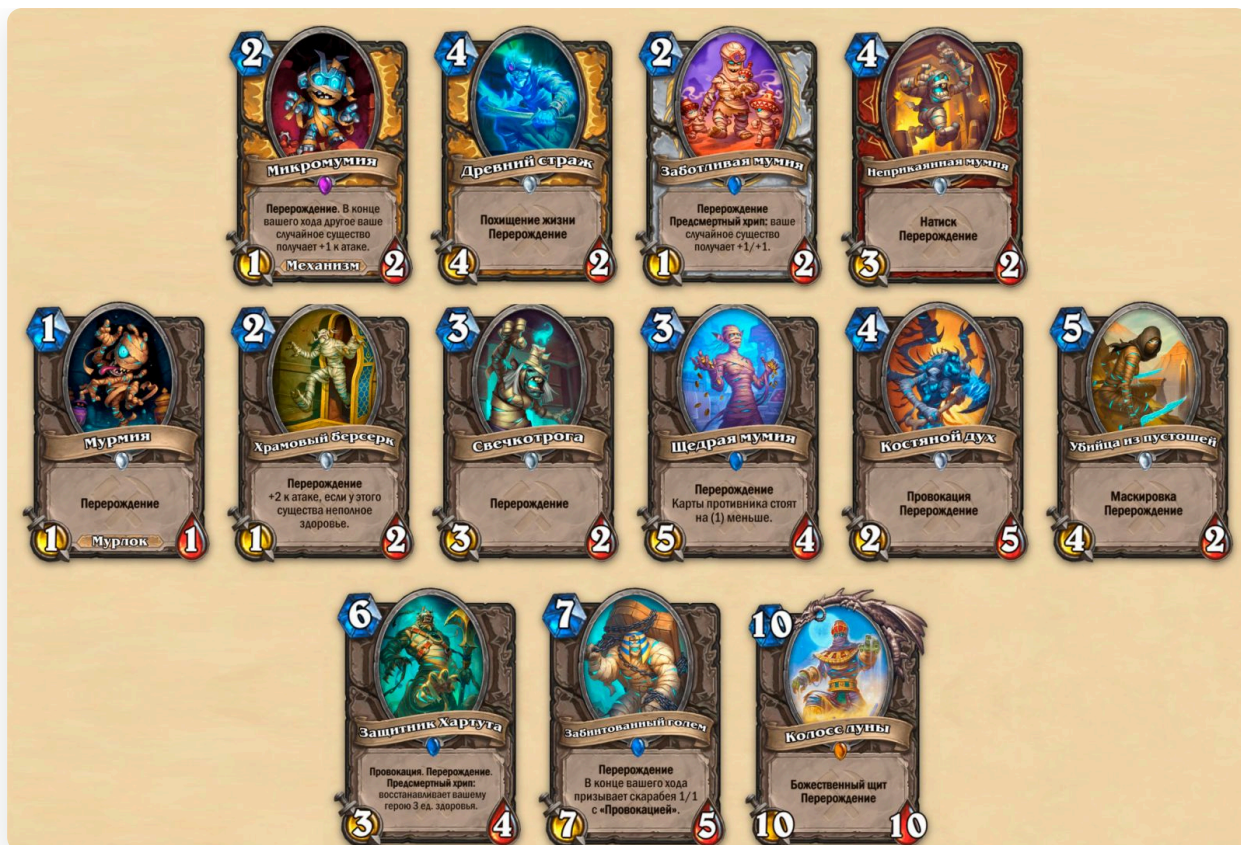 2
Микромумия
Перерождение. В конце
вашего хода другое ваше
случайное существо
получает +1 к атаке.
1
Механизм
2
4
Древний страж
Похищение жизни
Перерождение
4
2
2
Заботливая мумия
Перерождение
Предсмертный хрип: ваше
случайное существо
получает +1/+1.
1
2
4
Неприкаянная мумия
Натиск
Перерождение
3
2
1
Мурмия
Перерождение
1
Мурлок
1
2
Храмовый берсерк
Перерождение
+2 к атаке, если у этого
существа неполное
здоровье.
1
2
3
Свечкотрога
Перерождение
3
2
3
Щедрая мумия
Перерождение
Карты противника стоят
на (1) меньше.
5
4
4
Костяной дух
Провокация
Перерождение
2
5
5
Убийца из пустошей
Маскировка
Перерождение
4
2
6
Защитник Хартута
Провокация. Перерождение.
Предсмертный хрип:
восстанавливает вашему
герою 3 ед. здоровья.
3
4
7
Забинтованный голем
Перерождение
В конце вашего хода
призывает скарабея 1/1
с «Провокацией».
7
5
10
Колосс луны
Божественный щит
Перерождение
10
10